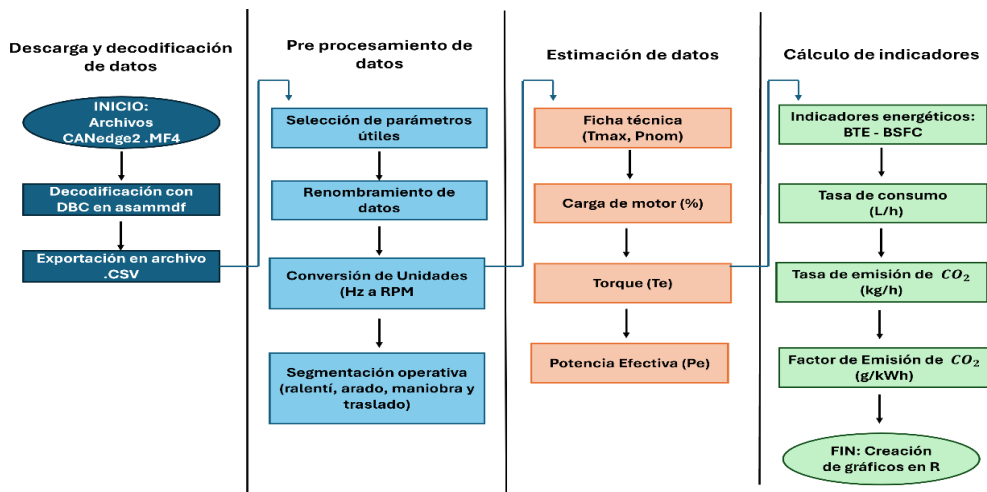 Descarga y decodificación
de datos
INICIO:
Archivos
CANedge2 .MF4
Decodificación con
DBC en asammdf
Exportación en archivo
.CSV
Pre procesamiento de
datos
Selección de parámetros
útiles
Renombramiento de
datos
Conversión de Unidades
(Hz a RPM
Segmentación operativa
(ralentí, arado, maniobra y
traslado)
Estimación de datos
Ficha técnica
(Tmax, Pnom)
Carga de motor (%)
Torque (Te)
Potencia Efectiva (Pe)
Cálculo de indicadores
Indicadores energéticos:
BTE - BSFC
Tasa de consumo
(L/h)
Tasa de emisión de CO₂
(kg/h)
Factor de Emisión de CO₂
(g/kWh)
FIN: Creación
de gráficos en R